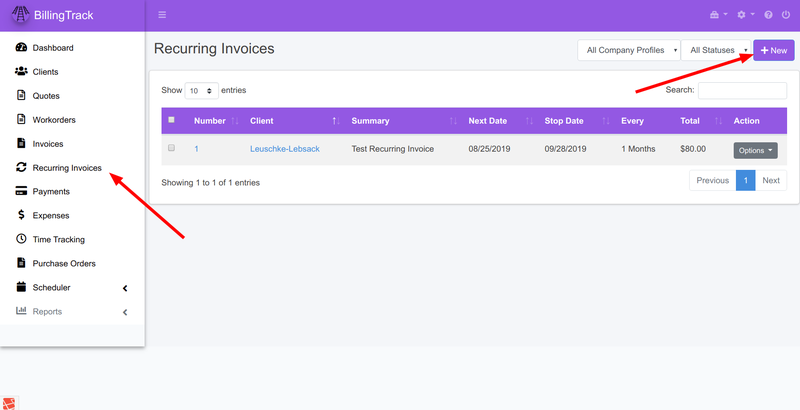 BillingTrack
Dashboard
Clients
Quotes
Workorders
Invoices
Recurring Invoices
Payments
Expenses
Time Tracking
Purchase Orders
Scheduler
Reports
Recurring Invoices
All Company Profiles All Statuses New
Show 10 entries Search:
Number Client Summary Next Date Stop Date Every Total Action
1 Leuschke-Lebsack Test Recurring Invoice 08/25/2019 09/28/2019 1 Months $80.00 Options
Showing 1 to 1 of 1 entries Previous 1 Next